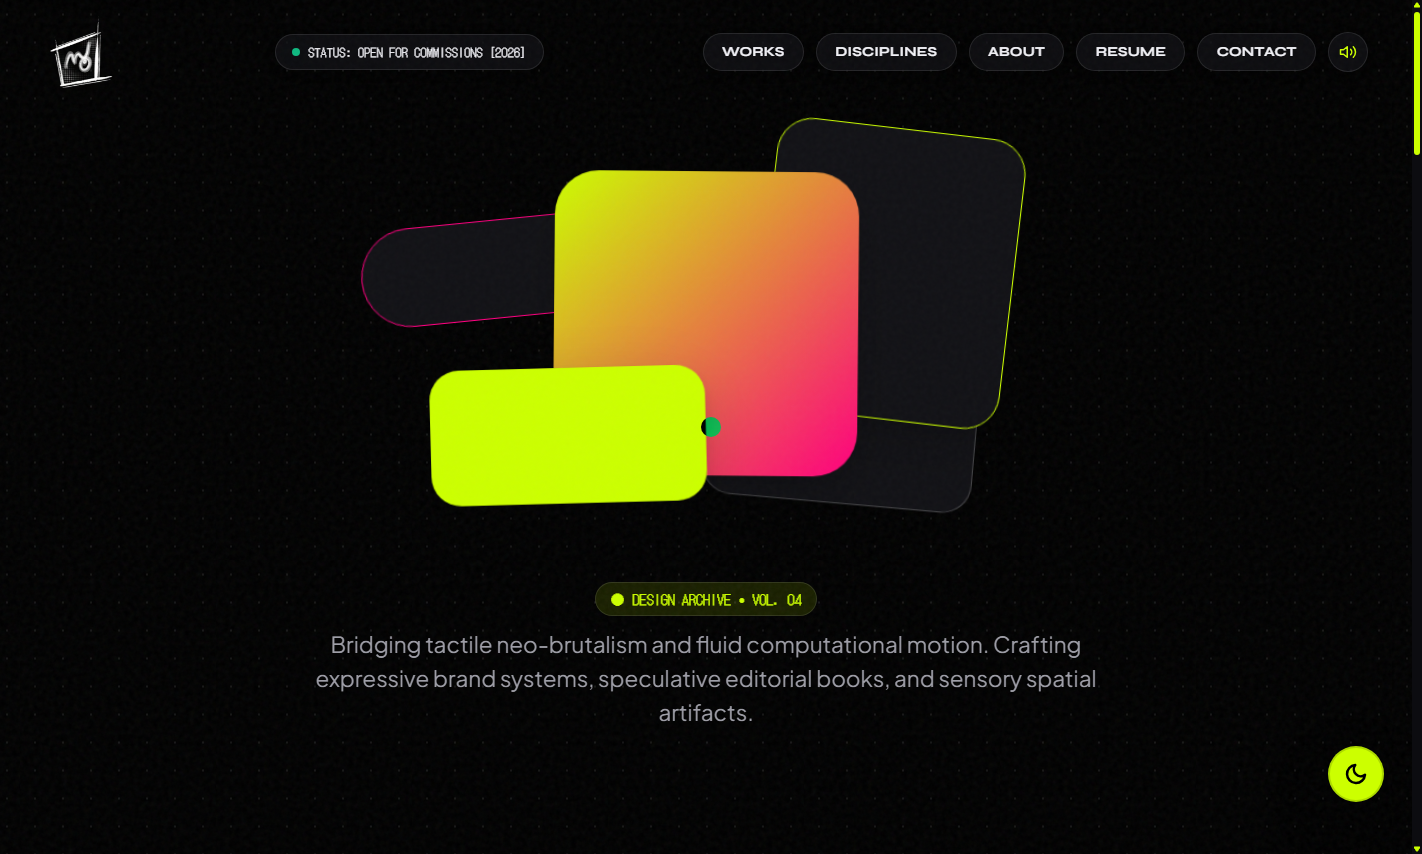 STATUS: OPEN FOR COMMISSIONS [2026]
WORKS
DISCIPLINES
ABOUT
RESUME
CONTACT
DESIGN ARCHIVE • VOL. 04
Bridging tactile neo-brutalism and fluid computational motion. Crafting
expressive brand systems, speculative editorial books, and sensory spatial
artifacts.